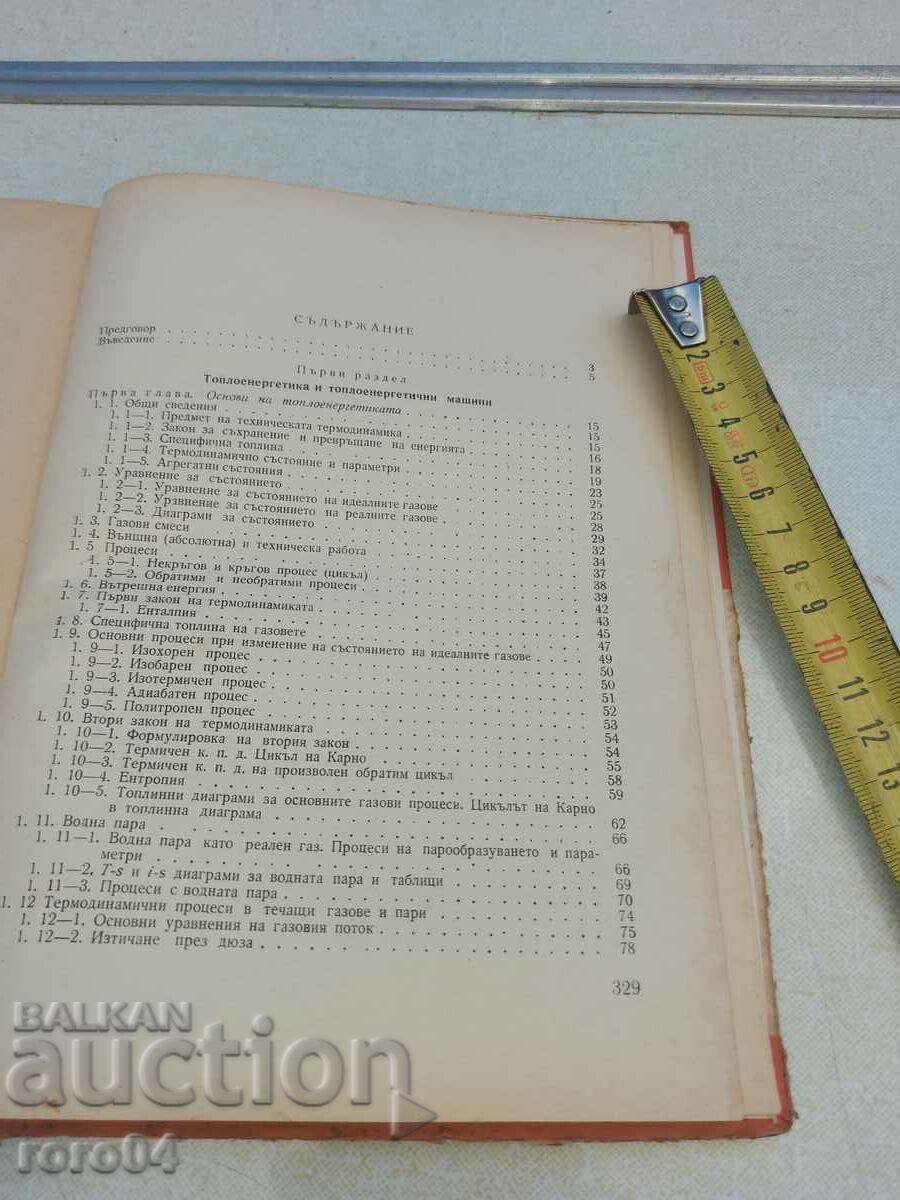 СЪДЪРЖАНИЕ
Предговор . . . 3
Въведение . . . 5
Първи раздел
Топлоенергетика и топлоенергетични машини
Първа глава. Основи на топлоенергетиката . . . 15
1. 1. Общи сведения . . . 15
1. 1—1. Предмет на техническата термодинамика . . . 15
1. 1—2. Закон за съхранение и превръщане на енергията . . . 16
1. 1—3. Специфична топлина . . . 18
1. 1—4. Термодинамично състояние и параметри . . . 19
1. 1—5. Агрегатни състояния . . . 23
1. 2. Уравнение за състоянието . . . 25
1. 2—1. Уравнение за състоянието на идеалните газове . . . 25
1. 2—2. Уравнение за състоянието на реалните газове . . . 28
1. 2—3. Диаграми за състоянието . . . 29
1. 3. Газови смеси . . . 32
1. 4. Външна (абсолютна) и техническа работа . . . 34
1. 5 Процеси . . . 37
1. 5—1. Некръгов и кръгов процес (цикъл) . . . 38
1. 5—2. Обратими и необратими процеси . . . 39
1. 6. Вътрешна енергия . . . 42
1. 7. Първи закон на термодинамиката . . . 43
1. 7—1. Енталпия . . . 45
1. 8. Специфична топлина на газовете . . . 47
1. 9. Основни процеси при изменение на състоянието на идеалните газове . . . 49
1. 9—1. Изохорен процес . . . 50
1. 9—2. Изобарен процес . . . 50
1. 9—3. Изотермичен процес . . . 51
1. 9—4. Адиабатен процес . . . 52
1. 9—5. Политропен процес . . . 53
1. 10. Втори закон на термодинамиката . . . 54
1. 10—1. Формулировка на втория закон . . . 54
1. 10—2. Термичен к. п. д. Цикъл на Карно . . . 55
1. 10—3. Термичен к. п. д. на произволен обратим цикъл . . . 58
1. 10—4. Ентропия . . . 59
1. 10—5. Топлинни диаграми за основните газови процеси. Цикълът на Карно
в топлинна диаграма . . . 62
1. 11. Водна пара . . . 66
1. 11—1. Водна пара като реален газ. Процеси на парообразуването и пара-
метри . . . 66
1. 11—2. T-s и i-s диаграми за водната пара и таблици . . . 69
1. 11—3. Процеси с водната пара . . . 70
1. 12 Термодинамични процеси в течащи газове и пари . . . 74
1. 12—1. Основни уравнения на газовия поток . . . 75
1. 12—2. Изтичане през дюза . . . 78
329
1
2
3
4
5
6
7
8
9
10
11
12
13
BALKAN
auction
roro04